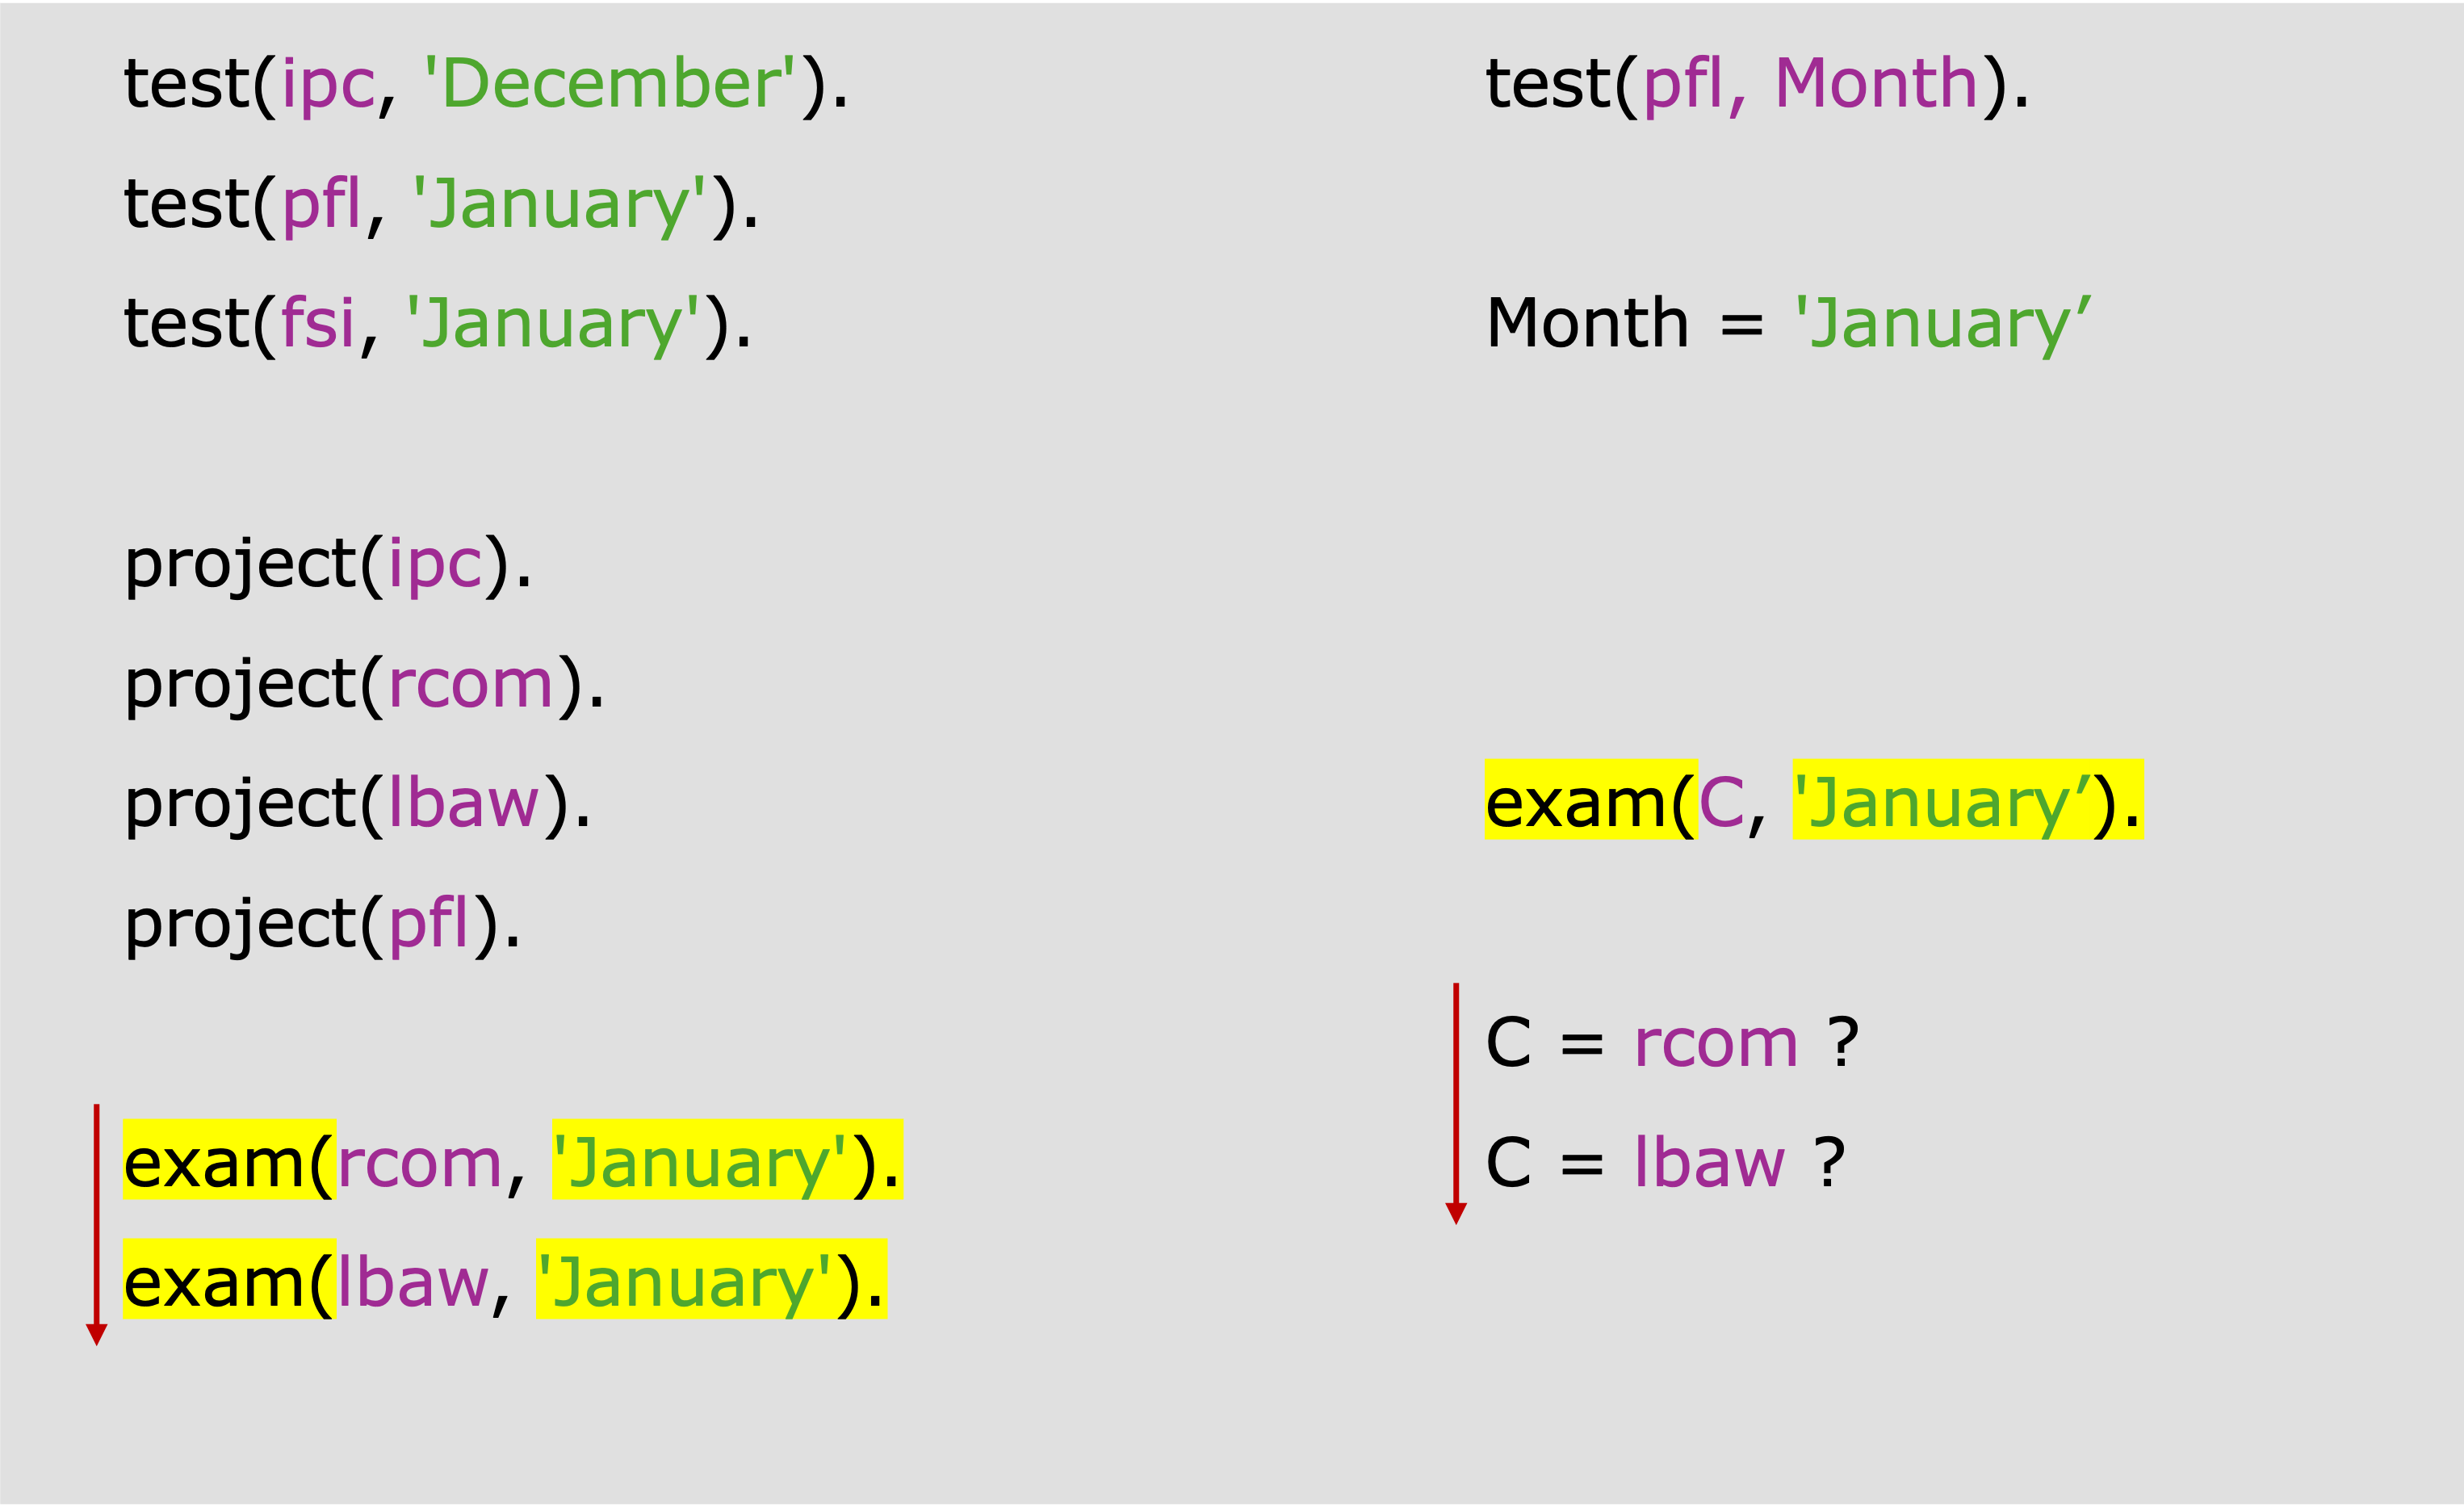 test(ipc, 'December').
test(pfl, 'January').
test(fsi, 'January').
project(ipc).
project(rcom).
project(lbaw).
project(pfl).
exam(rcom, 'January').
exam(lbaw, 'January').
test(pfl, Month).
Month = 'January’
exam(C, 'January’).
C = rcom ?
C = lbaw ?